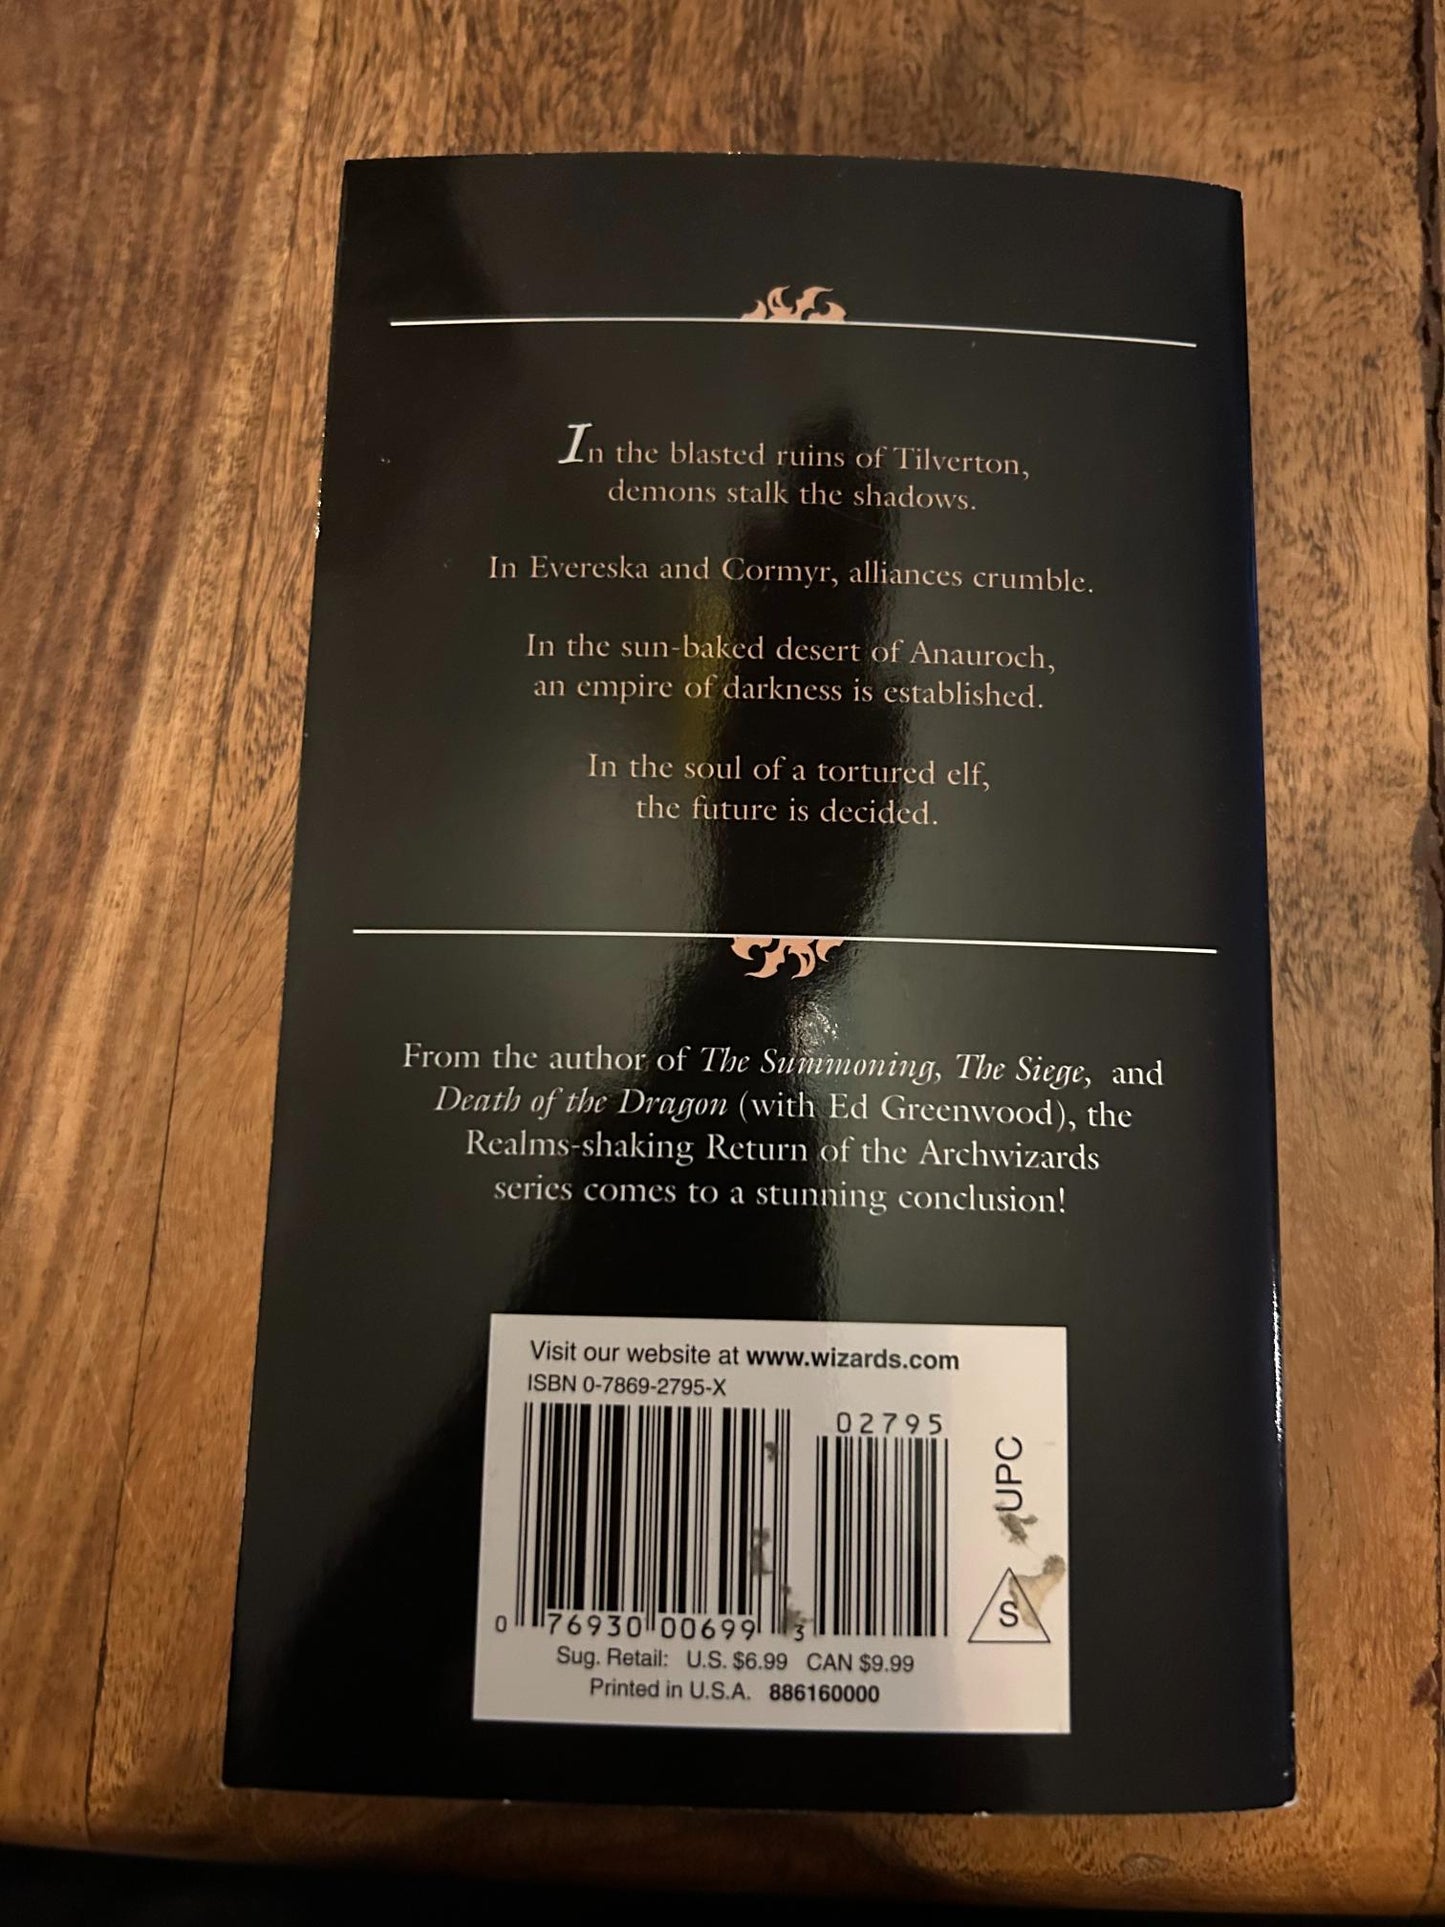 In the blasted ruins of Tilverton,
demons stalk the shadows.
In Evereska and Cormyr, alliances crumble.
In the sun-baked desert of Anauroch,
an empire of darkness is established.
In the soul of a tortured elf,
the future is decided.
From the author of The Summoning, The Siege, and
Death of the Dragon (with Ed Greenwood), the
Realms-shaking Return of the Archwizards
series comes to a stunning conclusion!
Visit our website at www.wizards.com
ISBN 0-7869-2795-X
02795
UPC
S
0 76930 00699 3
Sug. Retail: U.S. $6.99 CAN $9.99
Printed in U.S.A. 886160000